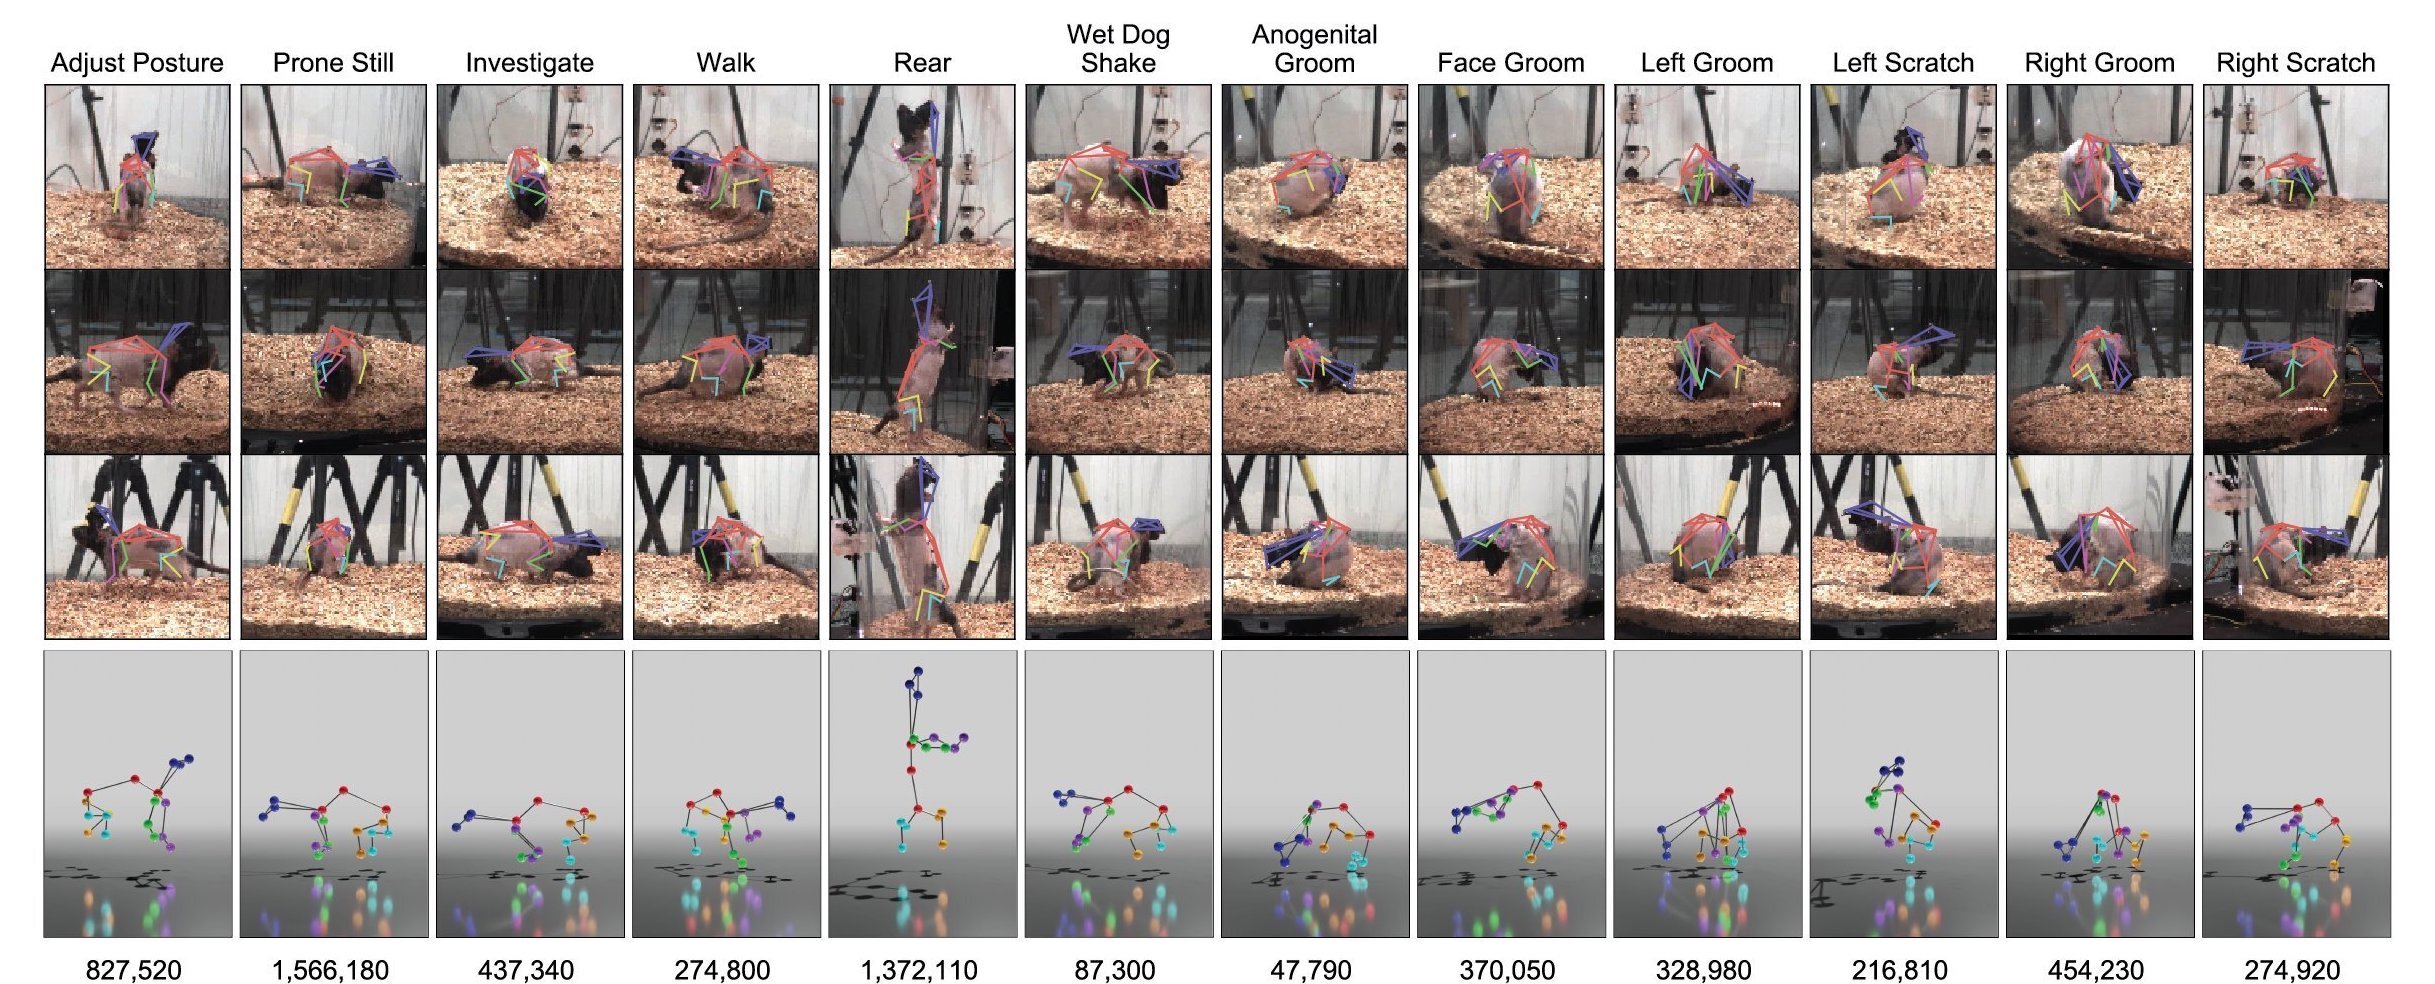 Adjust Posture
Prone Still
Investigate
Walk
Rear
Wet Dog
Shake
Anogenital
Groom
Face Groom
Left Groom
Left Scratch
Right Groom
Right Scratch
827,520
1,566,180
437,340
274,800
1,372,110
87,300
47,790
370,050
328,980
216,810
454,230
274,920